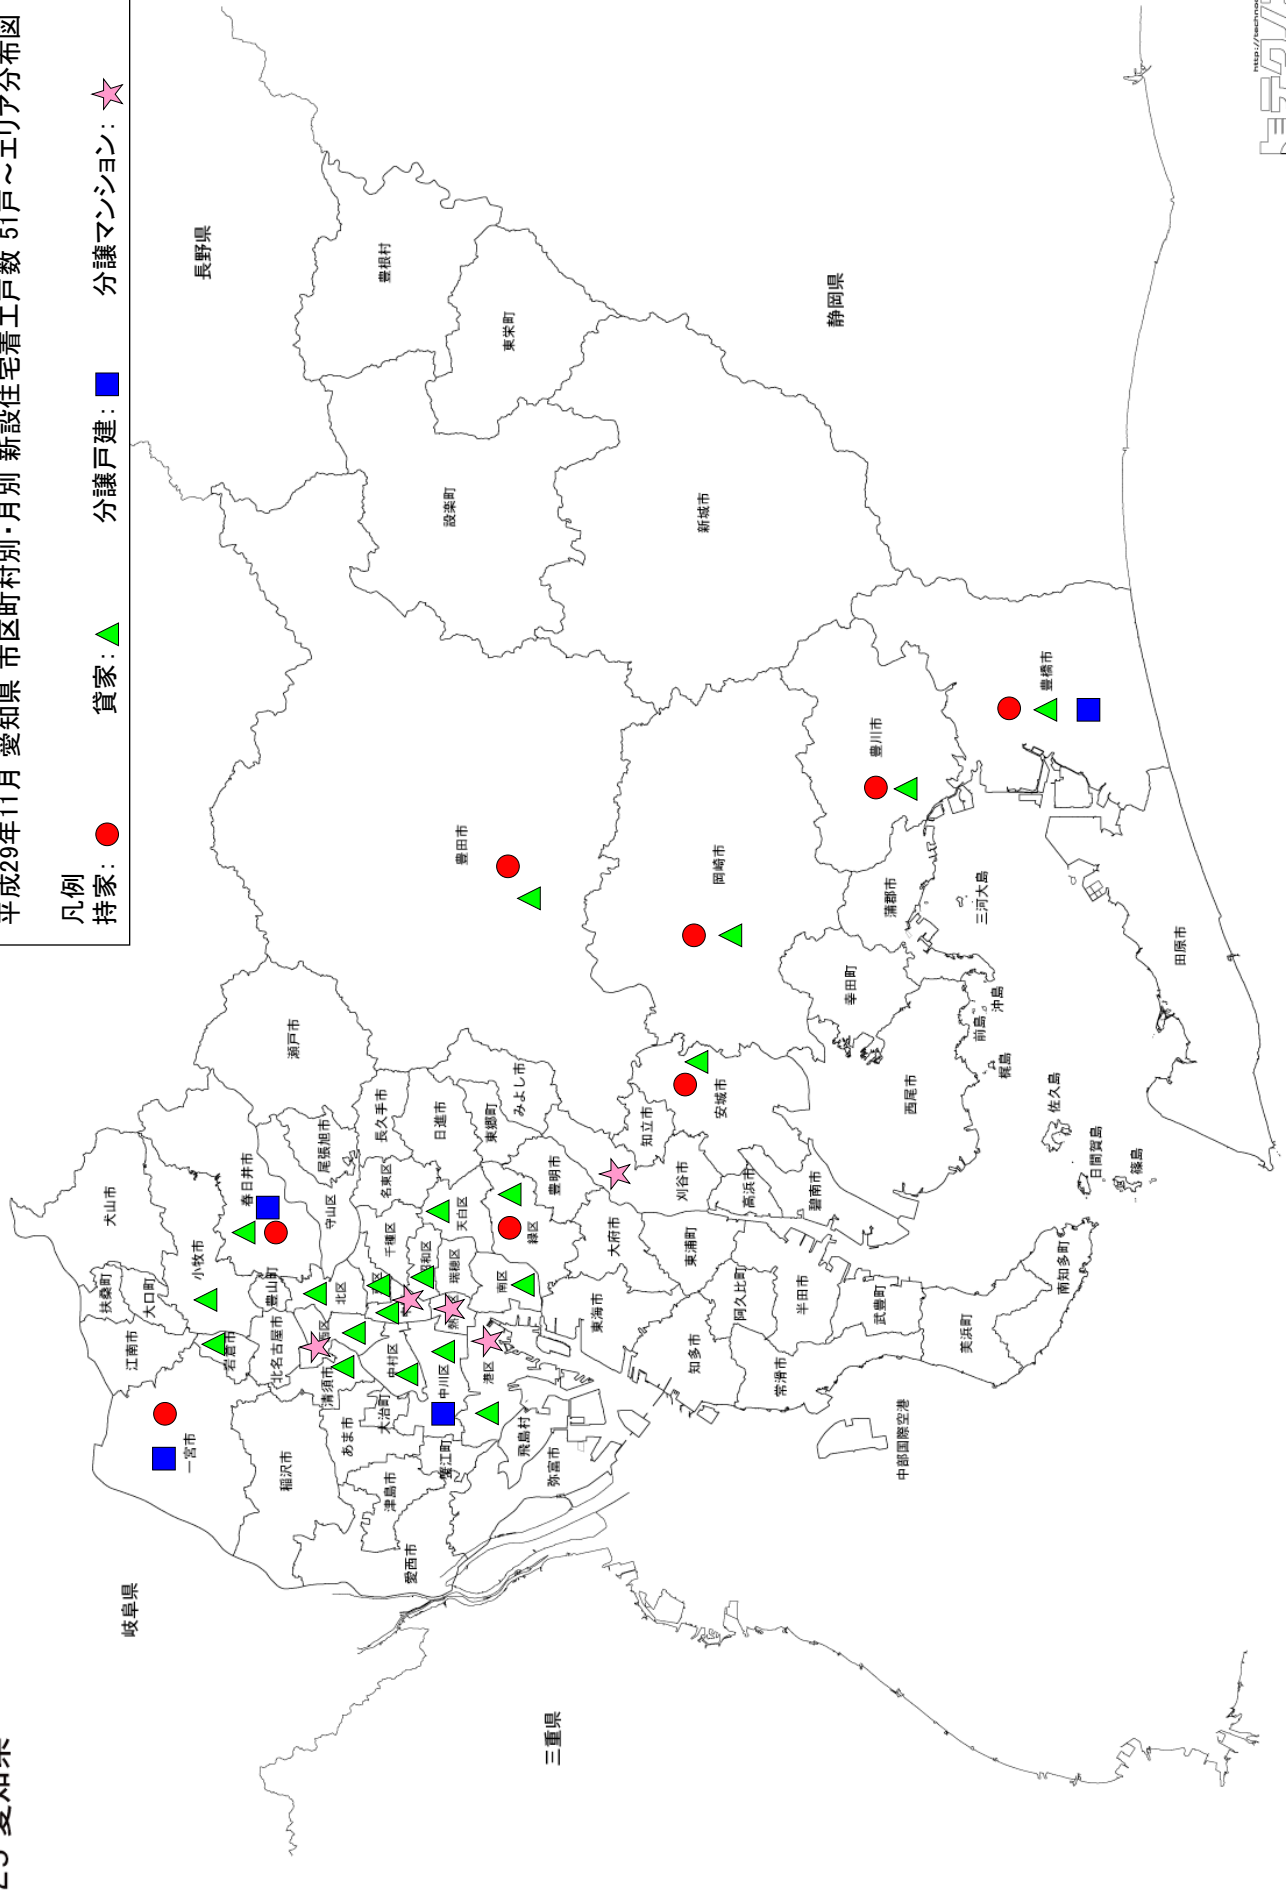 平成29年11月 愛知県 市区町村別・月別 新設住宅着工戸数 51戸～エリア分布図
凡例
持家：
貸家：
分譲戸建：
分譲マンション：
23 愛知県
岐阜県
長野県
静岡県
三重県
犬山市
扶桑町
大口町
江南市
小牧市
春日井市
瀬戸市
岩倉市
豊山町
北名古屋市
一宮市
稲沢市
清須市
あま市
大治町
津島市
愛西市
蟹江町
飛島村
弥富市
尾張旭市
守山区
北区
名東区
千種区
中村区
中川区
港区
南区
瑞穂区
天白区
緑区
長久手市
日進市
東郷町
みよし市
豊明市
豊田市
豊根村
東栄町
設楽町
新城市
岡崎市
豊川市
豊橋市
蒲郡市
幸田町
安城市
知立市
刈谷市
高浜市
碧南市
西尾市
大府市
東海市
東浦町
知多市
阿久比町
半田市
常滑市
武豊町
美浜町
南知多町
中部国際空港
三河大島
沖島
前島
梶島
佐久島
日間賀島
篠島
田原市